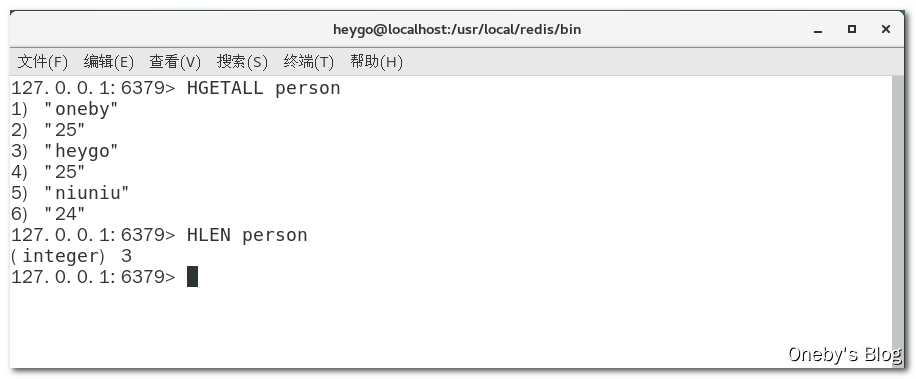 heygo@localhost:/usr/local/redis/bin
文件(F) 编辑(E) 查看(V) 搜索(S) 终端(T) 帮助(H)
127.0.0.1:6379> HGETALL person
1) "oneby"
2) "25"
3) "heygo"
4) "25"
5) "niuniu"
6) "24"
127.0.0.1:6379> HLEN person
(integer) 3
127.0.0.1:6379>
Oneby's Blog